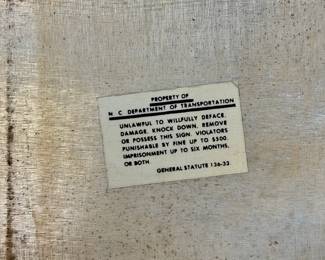 PROPERTY OF
N C DEPARTMENT OF TRANSPORTATION
UNLAWFUL TO WILLFULLY DEFACE,
DAMAGE, KNOCK DOWN, REMOVE
OR POSSESS THIS SIGN. VIOLATORS
PUNISHABLE BY FINE UP TO $500,
IMPRISONMENT UP TO SIX MONTHS,
OR BOTH
GENERAL STATUTE 136-33